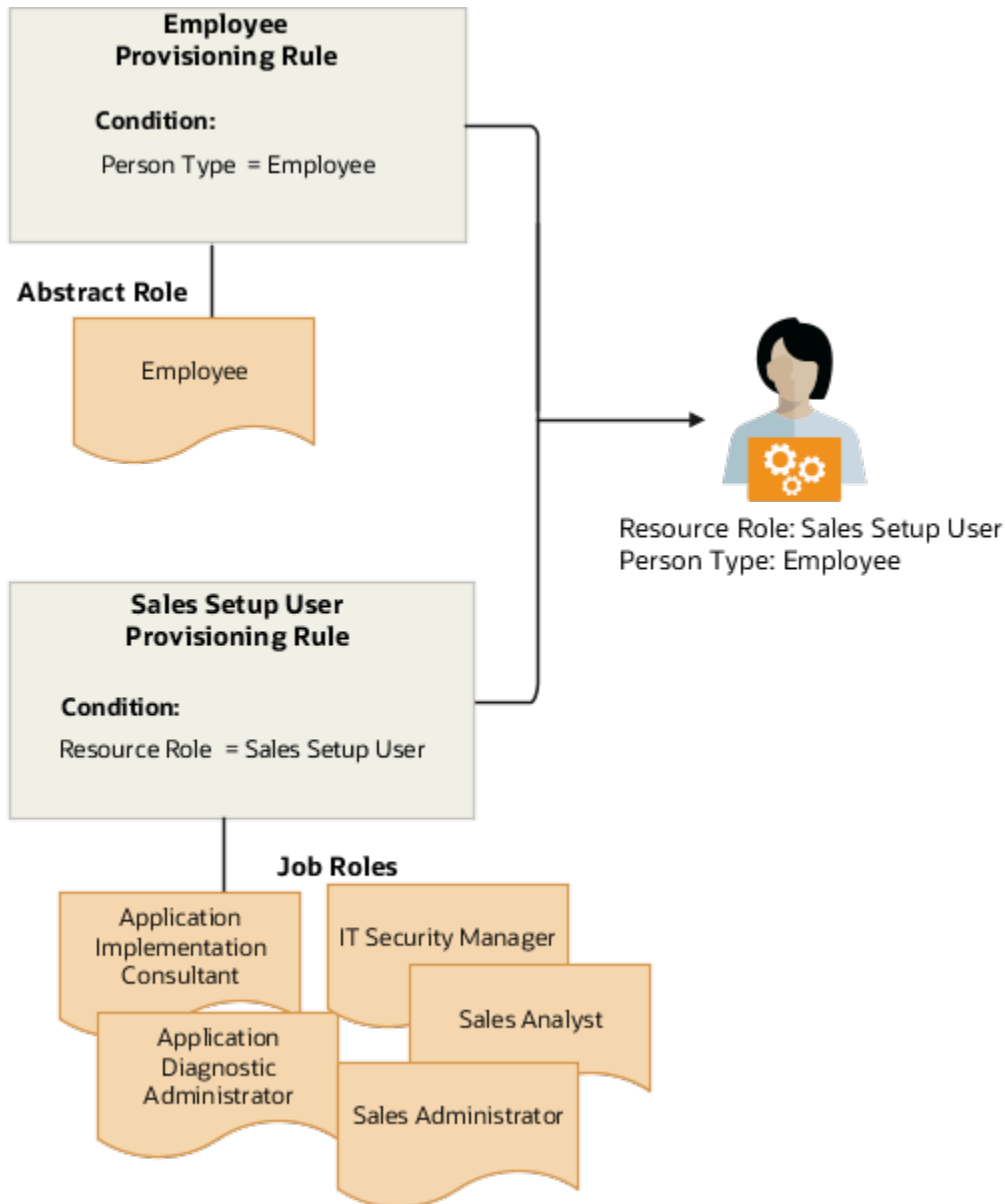 Employee
Provisioning Rule
Condition:
Person Type = Employee
Abstract Role
Employee
Resource Role: Sales Setup User
Person Type: Employee
Sales Setup User
Provisioning Rule
Condition:
Resource Role = Sales Setup User
Job Roles
Application
Implementation
Consultant
IT Security Manager
Sales Analyst
Application
Diagnostic
Administrator
Sales Administrator